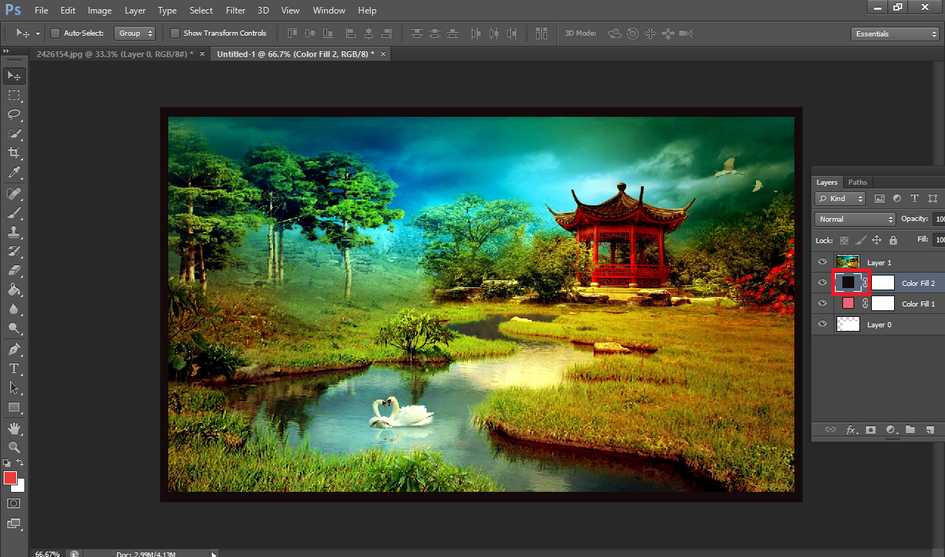 Ps File Edit Image Layer Type Select Filter 3D View Window Help
Auto-Select: Group Show Transform Controls 3D Mode: Essentials
2426154.jpg @ 33.3% (Layer 0, RGB/8#) * × Untitled-1 @ 66.7% (Color Fill 2, RGB/8) * ×
Layers Paths
Kind
Normal Opacity: 100
Lock: Fill: 100
Layer 1
Color Fill 2
Color Fill 1
Layer 0
fx
66.67% Doc: 2.99M/4.13M